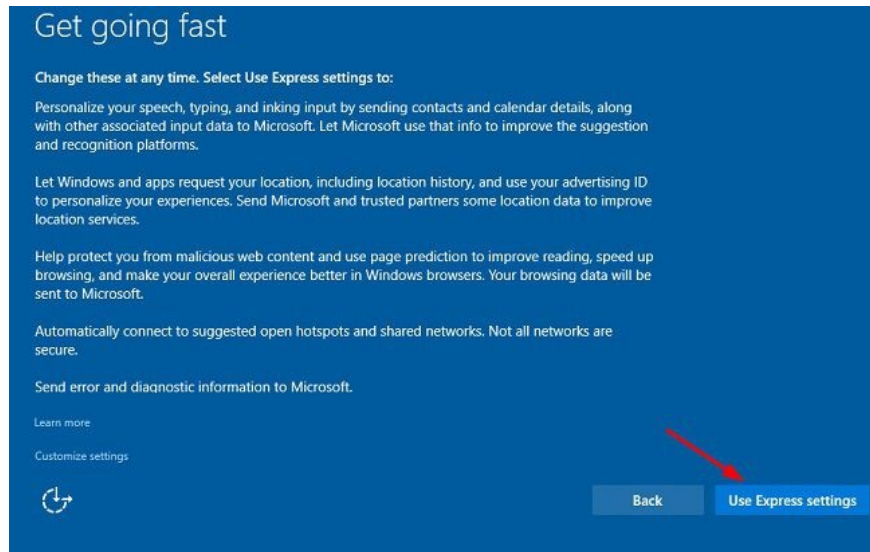 Get going fast
Change these at any time. Select Use Express settings to:
Personalize your speech, typing, and inking input by sending contacts and calendar details, along
with other associated input data to Microsoft. Let Microsoft use that info to improve the suggestion
and recognition platforms.
Let Windows and apps request your location, including location history, and use your advertising ID
to personalize your experiences. Send Microsoft and trusted partners some location data to improve
location services.
Help protect you from malicious web content and use page prediction to improve reading, speed up
browsing, and make your overall experience better in Windows browsers. Your browsing data will be
sent to Microsoft.
Automatically connect to suggested open hotspots and shared networks. Not all networks are
secure.
Send error and diagnostic information to Microsoft.
Learn more
Customize settings
Back
Use Express settings